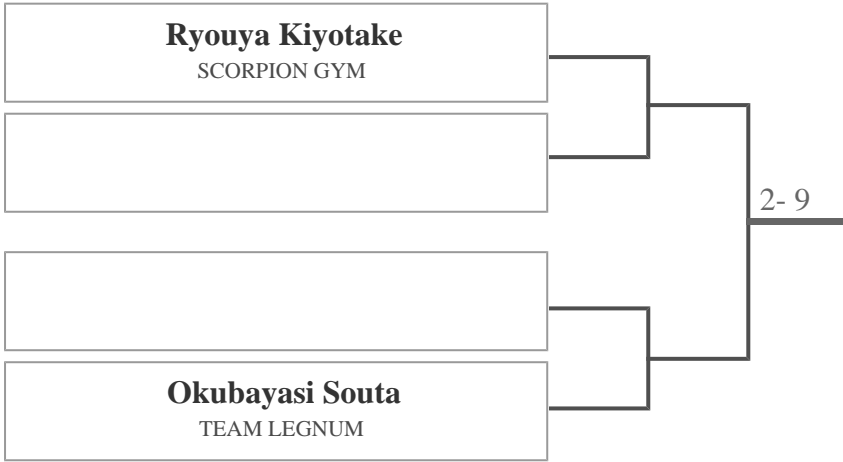 Ryouya Kiyotake
SCORPION GYM
2- 9
Okubayasi Souta
TEAM LEGNUM